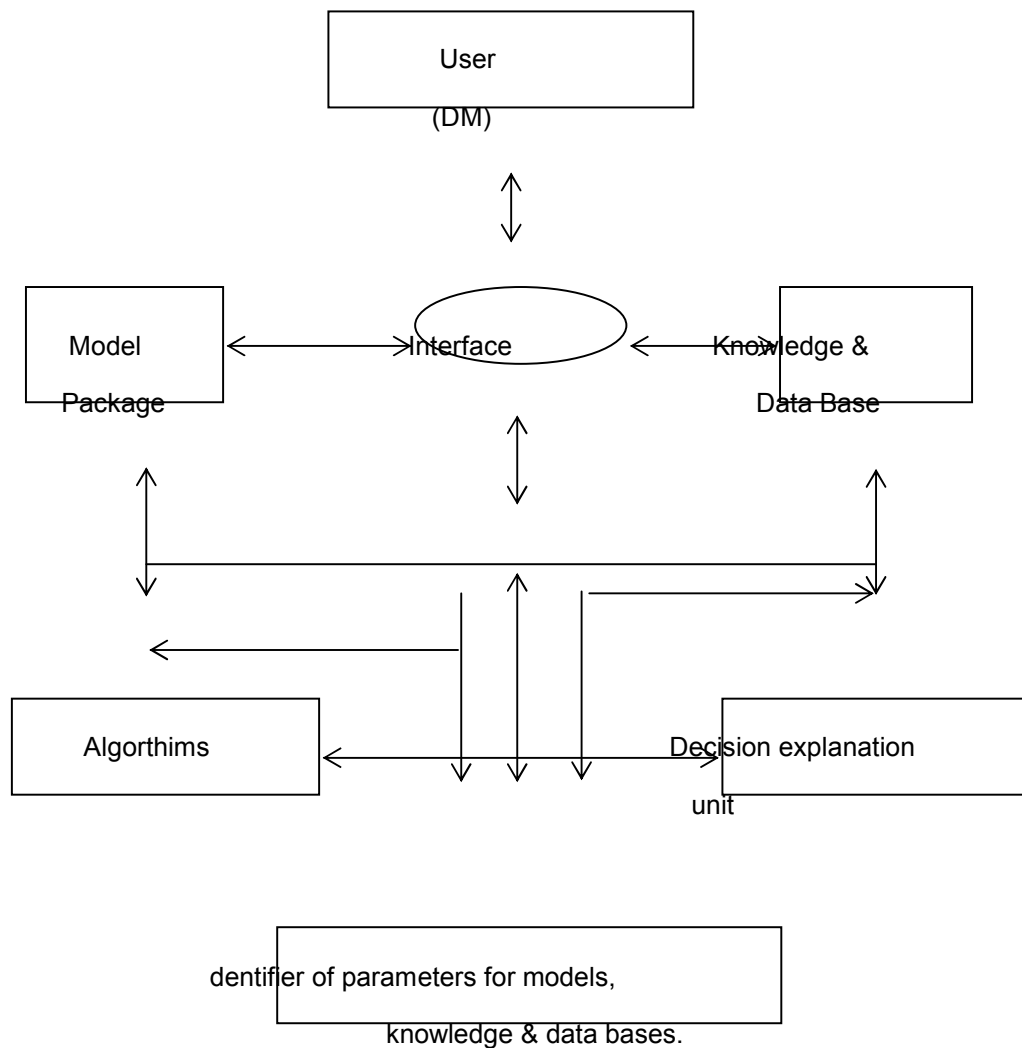 User
(DM)
Model
Interface
Knowledge &
Package
Data Base
Algorthims
Decision explanation
unit
dentifier of parameters for models,
knowledge & data bases.